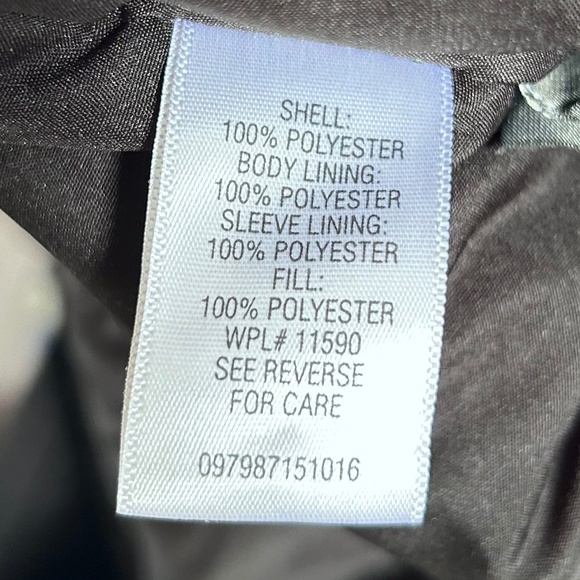 SHELL:
100% POLYESTER
BODY LINING:
100% POLYESTER
SLEEVE LINING:
100% POLYESTER
FILL:
100% POLYESTER
WPL# 11590
SEE REVERSE
FOR CARE
097987151016